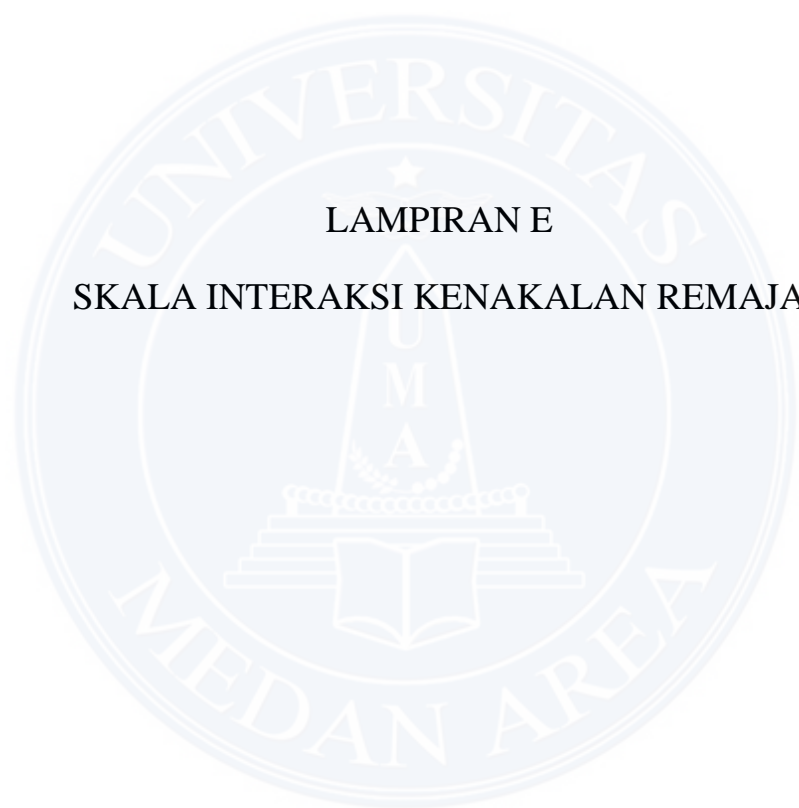 UNIVERSITAS
LAMPIRAN E
SKALA INTERAKSI KENAKALAN REMAJA
U
M
A
MEDAN AREA